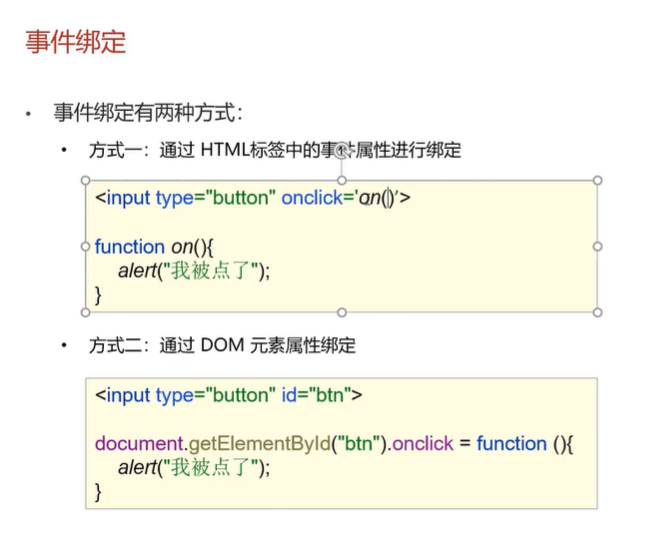 事件绑定
• 事件绑定有两种方式：
• 方式一：通过 HTML标签中的事件属性进行绑定
<input type="button" onclick='on()'>
function on(){
alert("我被点了");
}
• 方式二：通过 DOM 元素属性绑定
<input type="button" id="btn">
document.getElementById("btn").onclick = function (){
alert("我被点了");
}